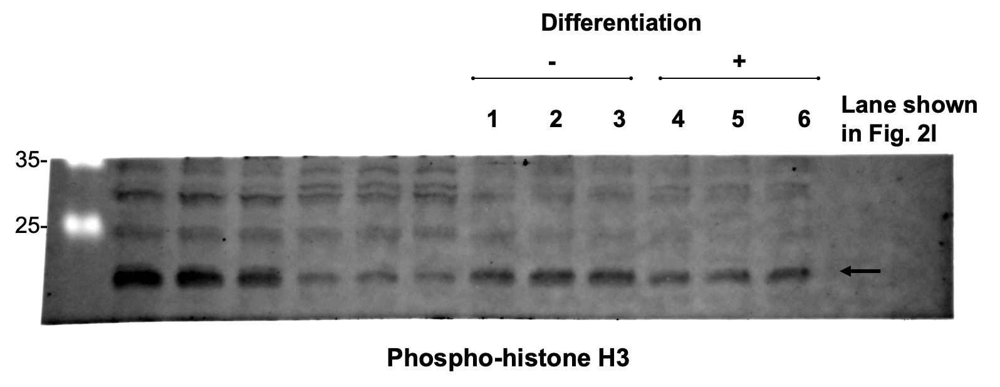 Differentiation
- +
1 2 3 4 5 6
Lane shown
in Fig. 2I
35-
25-
Phospho-histone H3